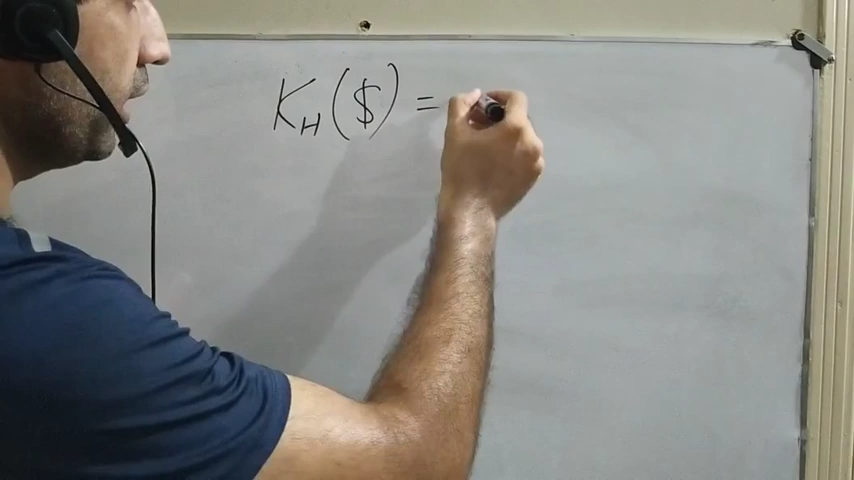 K_H($) =